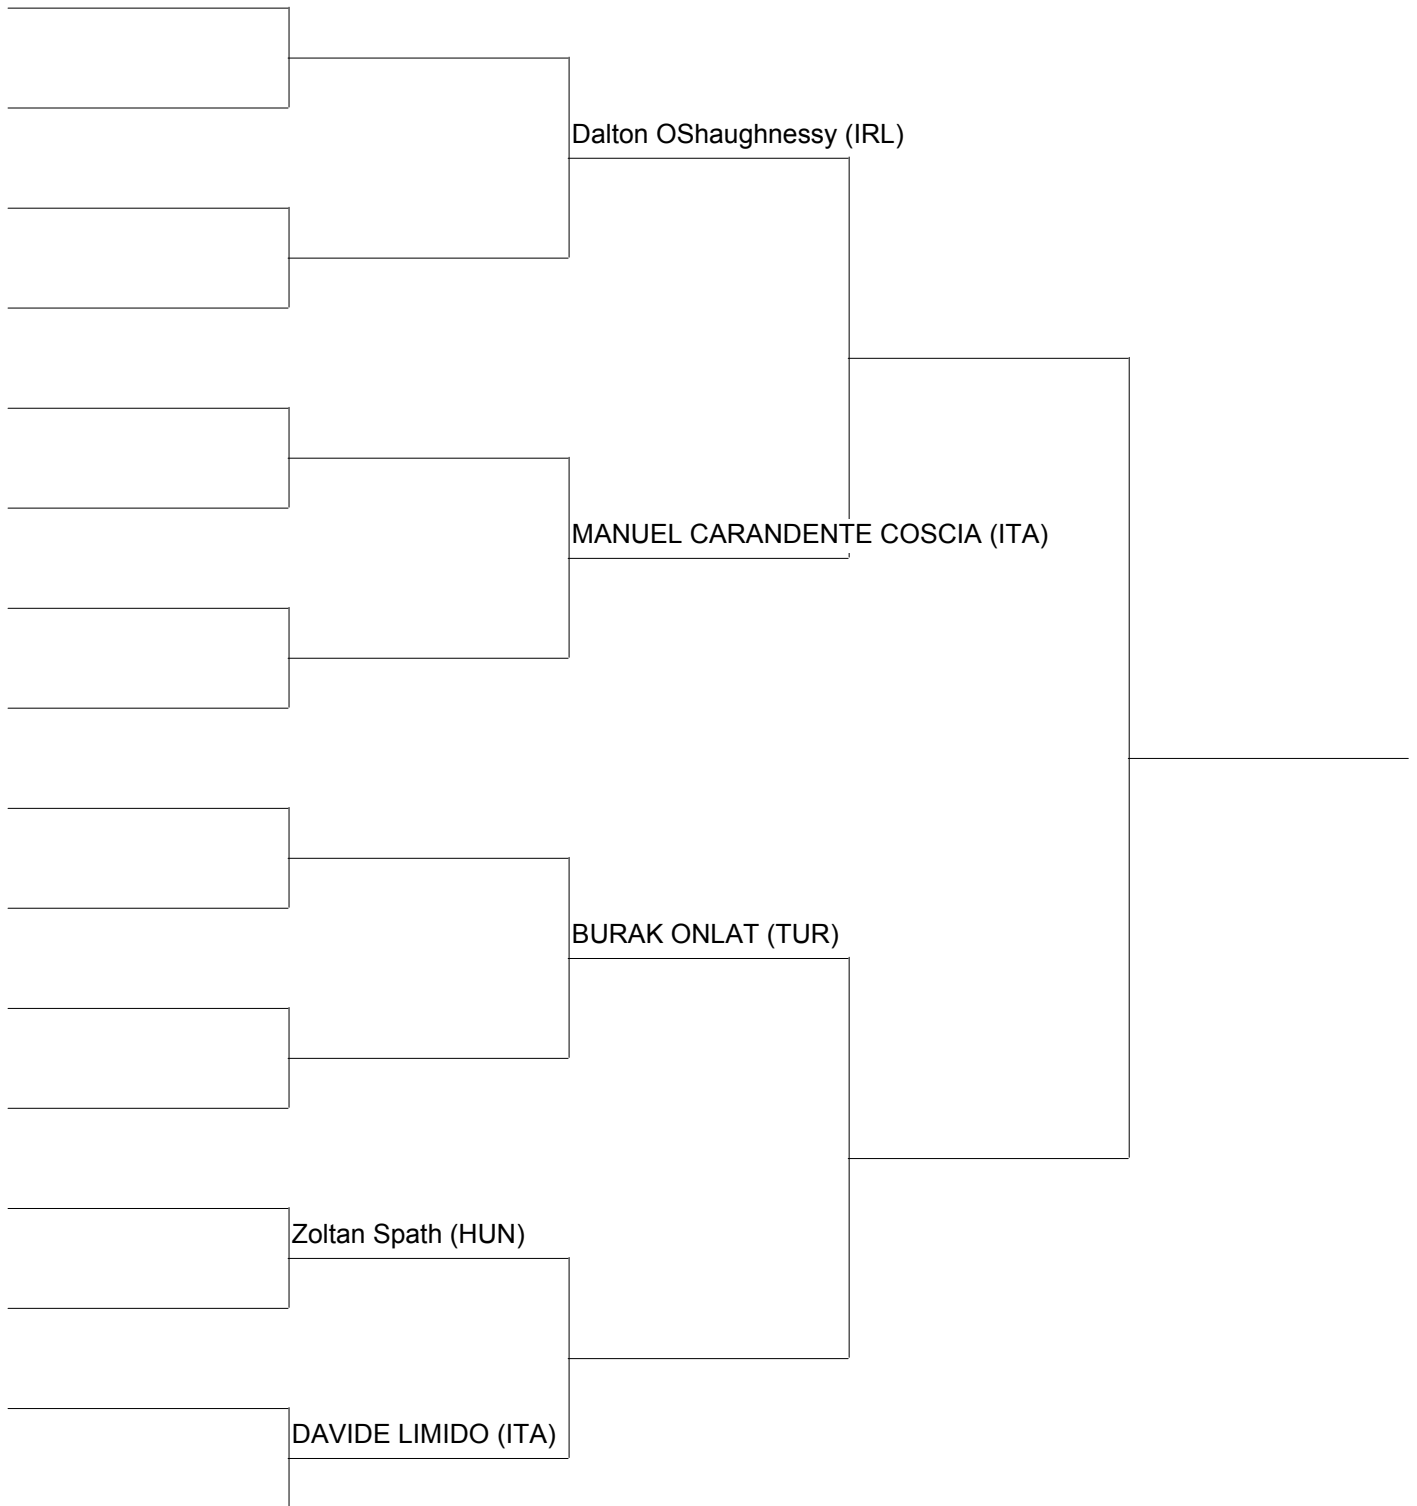 Dalton OShaughnessy (IRL)
MANUEL CARANDENTE COSCIA (ITA)
BURAK ONLAT (TUR)
Zoltan Spath (HUN)
DAVIDE LIMIDO (ITA)